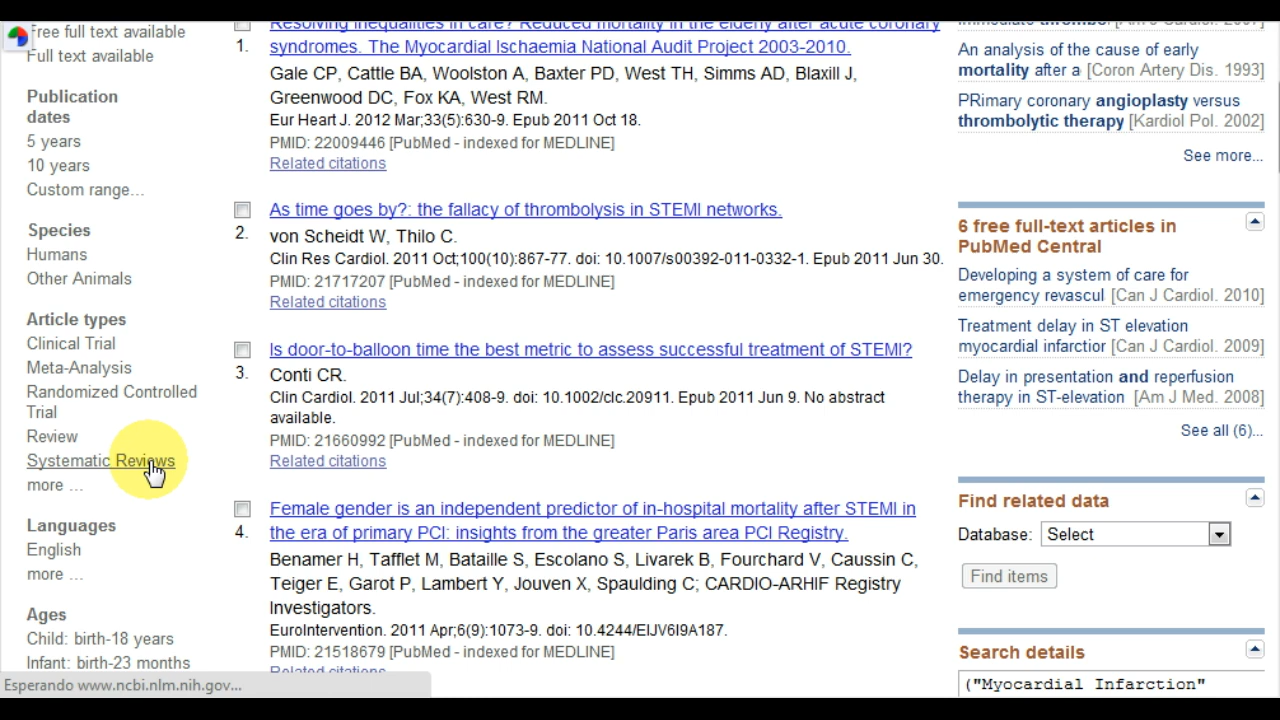 Free full text available
Full text available
Publication
dates
5 years
10 years
Custom range...
Species
Humans
Other Animals
Article types
Clinical Trial
Meta-Analysis
Randomized Controlled
Trial
Review
Systematic Reviews
more ...
Languages
English
more ...
Ages
Child: birth-18 years
Infant: birth-23 months
Resolving inequalities in care? Reduced mortality in the elderly after acute coronary
1. syndromes. The Myocardial Ischaemia National Audit Project 2003-2010.
Gale CP, Cattle BA, Woolston A, Baxter PD, West TH, Simms AD, Blaxill J,
Greenwood DC, Fox KA, West RM.
Eur Heart J. 2012 Mar;33(5):630-9. Epub 2011 Oct 18.
PMID: 22009446 [PubMed - indexed for MEDLINE]
Related citations
As time goes by?: the fallacy of thrombolysis in STEMI networks.
2. von Scheidt W, Thilo C.
Clin Res Cardiol. 2011 Oct;100(10):867-77. doi: 10.1007/s00392-011-0332-1. Epub 2011 Jun 30.
PMID: 21717207 [PubMed - indexed for MEDLINE]
Related citations
Is door-to-balloon time the best metric to assess successful treatment of STEMI?
3. Conti CR.
Clin Cardiol. 2011 Jul;34(7):408-9. doi: 10.1002/clc.20911. Epub 2011 Jun 9. No abstract
available.
PMID: 21660992 [PubMed - indexed for MEDLINE]
Related citations
Female gender is an independent predictor of in-hospital mortality after STEMI in
4. the era of primary PCI: insights from the greater Paris area PCI Registry.
Benamer H, Tafflet M, Bataille S, Escolano S, Livarek B, Fourchard V, Caussin C,
Teiger E, Garot P, Lambert Y, Jouven X, Spaulding C; CARDIO-ARHIF Registry
Investigators.
EuroIntervention. 2011 Apr;6(9):1073-9. doi: 10.4244/EIJV6I9A187.
PMID: 21518679 [PubMed - indexed for MEDLINE]
Related citations
An analysis of the cause of early
mortality after a [Coron Artery Dis. 1993]
PRimary coronary angioplasty versus
thrombolytic therapy [Kardiol Pol. 2002]
See more...
6 free full-text articles in
PubMed Central
Developing a system of care for
emergency revascul [Can J Cardiol. 2010]
Treatment delay in ST elevation
myocardial infarctior [Can J Cardiol. 2009]
Delay in presentation and reperfusion
therapy in ST-elevation [Am J Med. 2008]
See all (6)...
Find related data
Database: Select
Find items
Search details
("Myocardial Infarction"
Esperando www.ncbi.nlm.nih.gov...